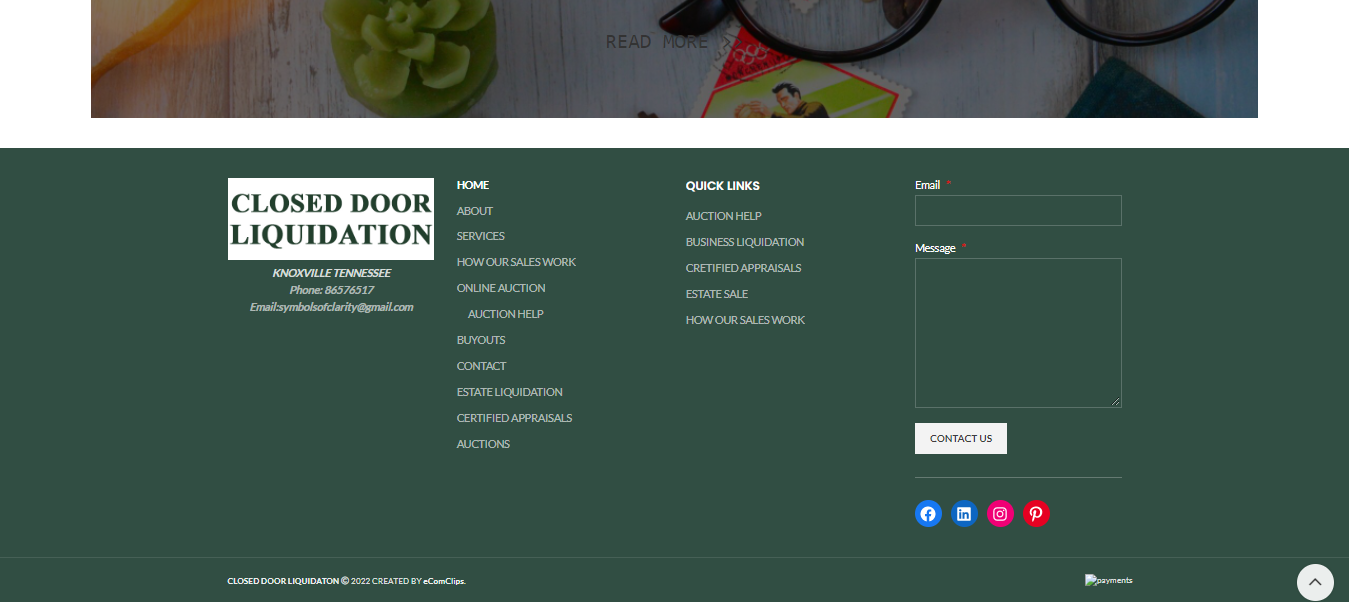 READ MORE >>
CLOSED DOOR
LIQUIDATION
KNOXVILLE TENNESSEE
Phone: 86576517
Email:symbolsofclarity@gmail.com
HOME
ABOUT
SERVICES
HOW OUR SALES WORK
ONLINE AUCTION
AUCTION HELP
BUYOUTS
CONTACT
ESTATE LIQUIDATION
CERTIFIED APPRAISALS
AUCTIONS
QUICK LINKS
AUCTION HELP
BUSINESS LIQUIDATION
CRETIFIED APPRAISALS
ESTATE SALE
HOW OUR SALES WORK
Email *
Message *
CONTACT US
CLOSED DOOR LIQUIDATON © 2022 CREATED BY eComClips.
payments